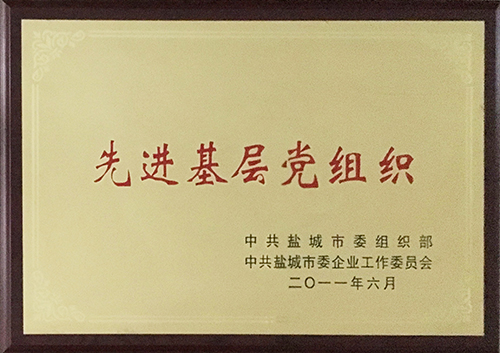 先进基层党组织
中共盐城市委组织部
中共盐城市委企业工作委员会
二〇一一年六月